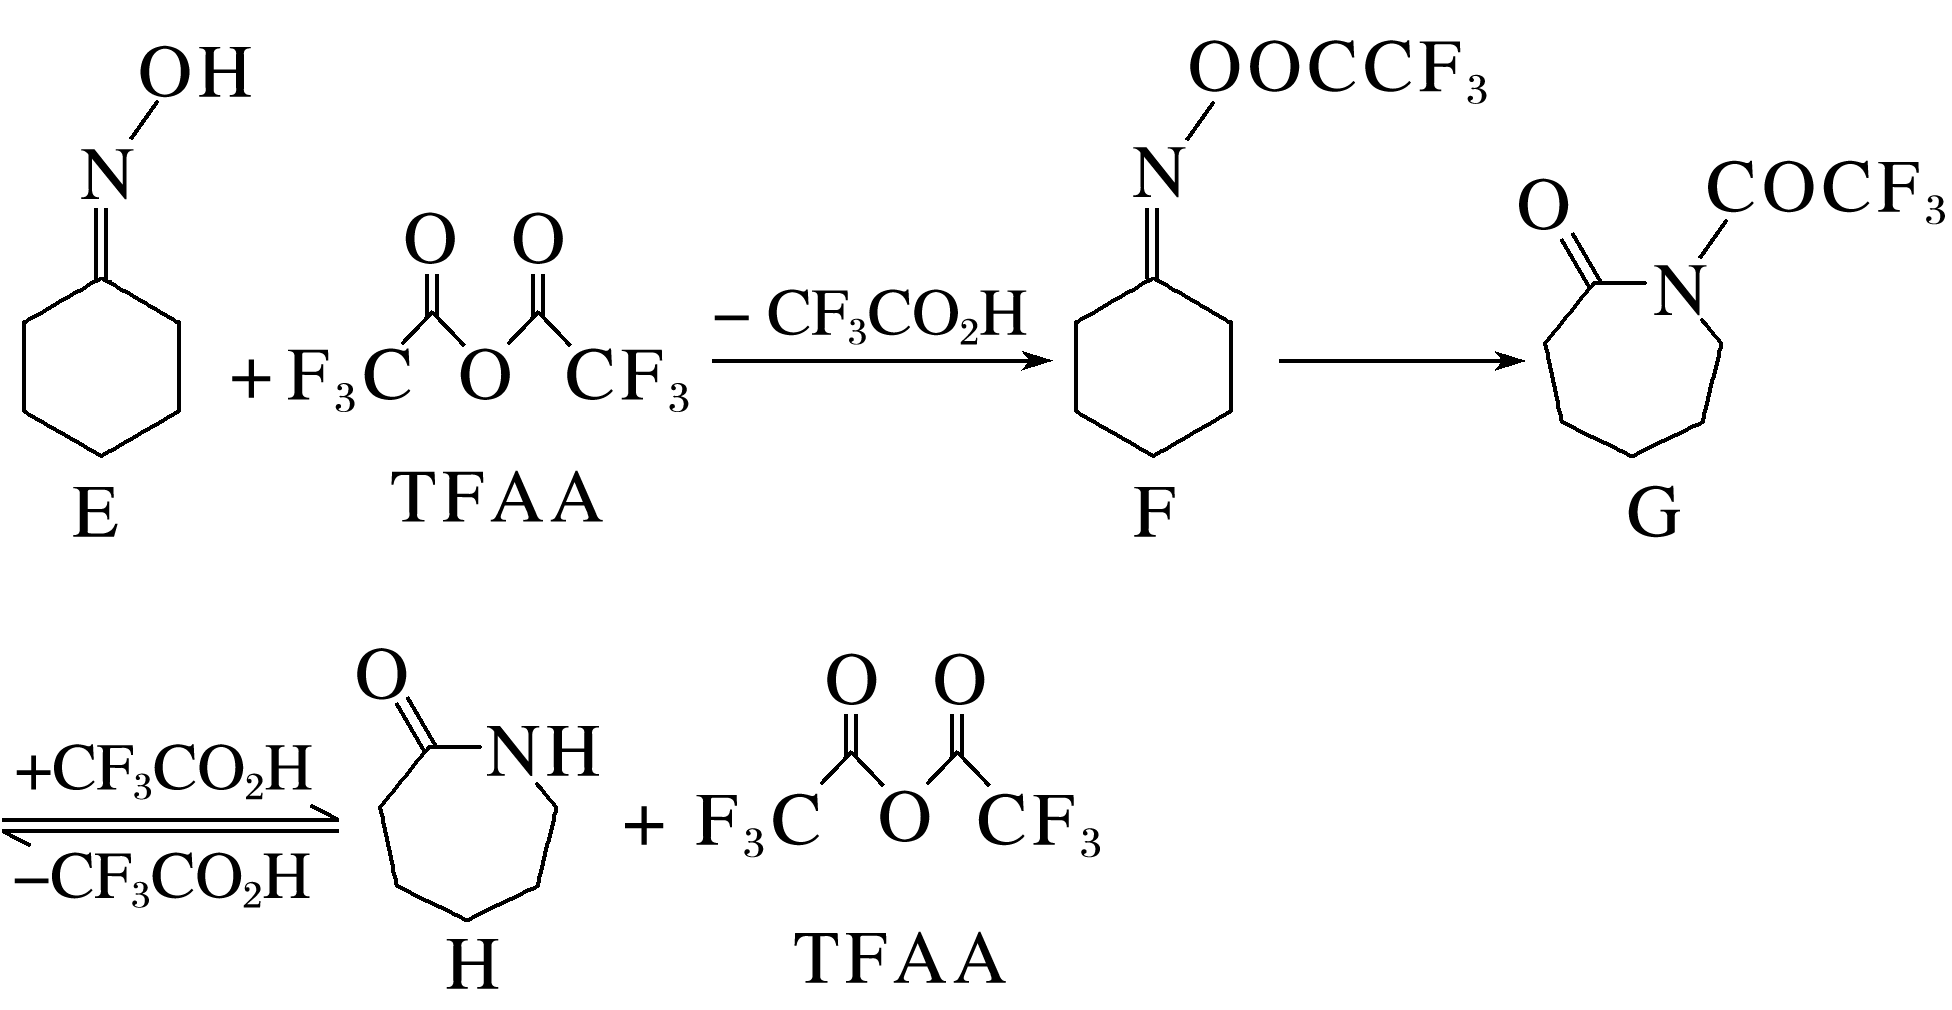 OH
N
O O
F₃C O CF₃
+
TFAA
E
− CF₃CO₂H
OOCCF₃
N
F
O
COCF₃
N
G
+CF₃CO₂H
−CF₃CO₂H
O
NH
H
+
O O
F₃C O CF₃
TFAA